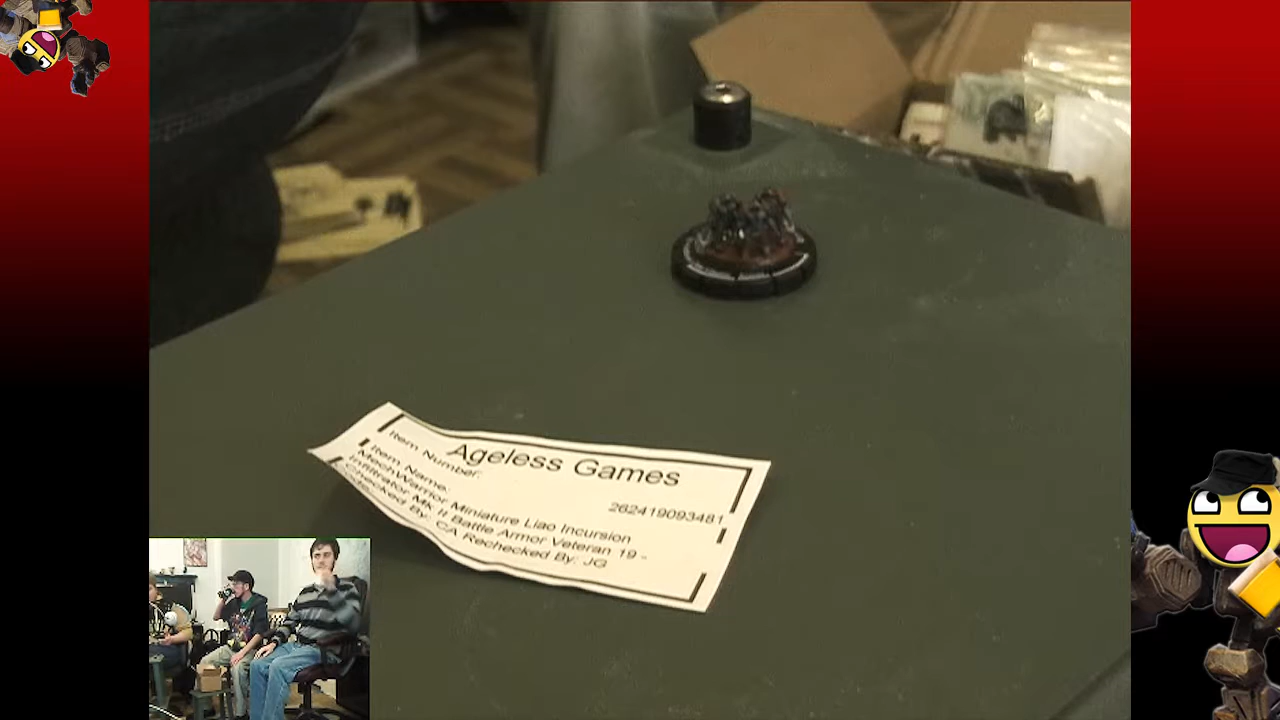 Ageless Games
Item Number:
262419093481
Item Name:
MechWarrior Miniature Liao Incursion
Infiltrator Mk II Battle Armor Veteran 19 -
Checked By: CA Rechecked By: JG